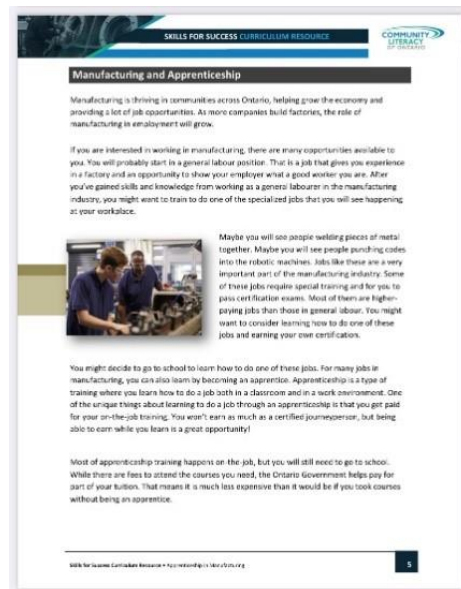 SKILLS FOR SUCCESS CURRICULUM RESOURCE
COMMUNITY
LITERACY
OF ONTARIO
Manufacturing and Apprenticeship
Manufacturing is thriving in communities across Ontario, helping grow the economy and
providing a lot of job opportunities. As more companies build factories, the role of
manufacturing in employment will grow.
If you are interested in working in manufacturing, there are many opportunities available to
you. You will probably start in a general labour position. That is a job that gives you experience
in a factory and an opportunity to show your employer what a good worker you are. After
you've gained skills and knowledge from working as a general labourer in the manufacturing
industry, you might want to train to do one of the specialized jobs that you will see happening
at your workplace.
Maybe you will see people welding pieces of metal
together. Maybe you will see people punching codes
into the robotic machines. Jobs like these are a very
important part of the manufacturing industry. Some
of these jobs require special training and for you to
pass certification exams. Most of them are higher-
paying jobs than those in general labour. You might
want to consider learning how to do one of these
jobs and earning your own certification.
You might decide to go to school to learn how to do one of these jobs. For many jobs in
manufacturing, you can also learn by becoming an apprentice. Apprenticeship is a type of
training where you learn how to do a job both in a classroom and in a work environment. One
of the unique things about learning to do a job through an apprenticeship is that you get paid
for your on-the-job training. You won't earn as much as a certified journeyperson, but being
able to earn while you learn is a great opportunity!
Most of apprenticeship training happens on-the-job, but you will still need to go to school.
While there are fees to attend the courses you need, the Ontario Government helps pay for
part of your tuition. That means it is much less expensive than it would be if you took courses
without being an apprentice.
Skills for Success Curriculum Resource • Apprenticeship in Manufacturing
5